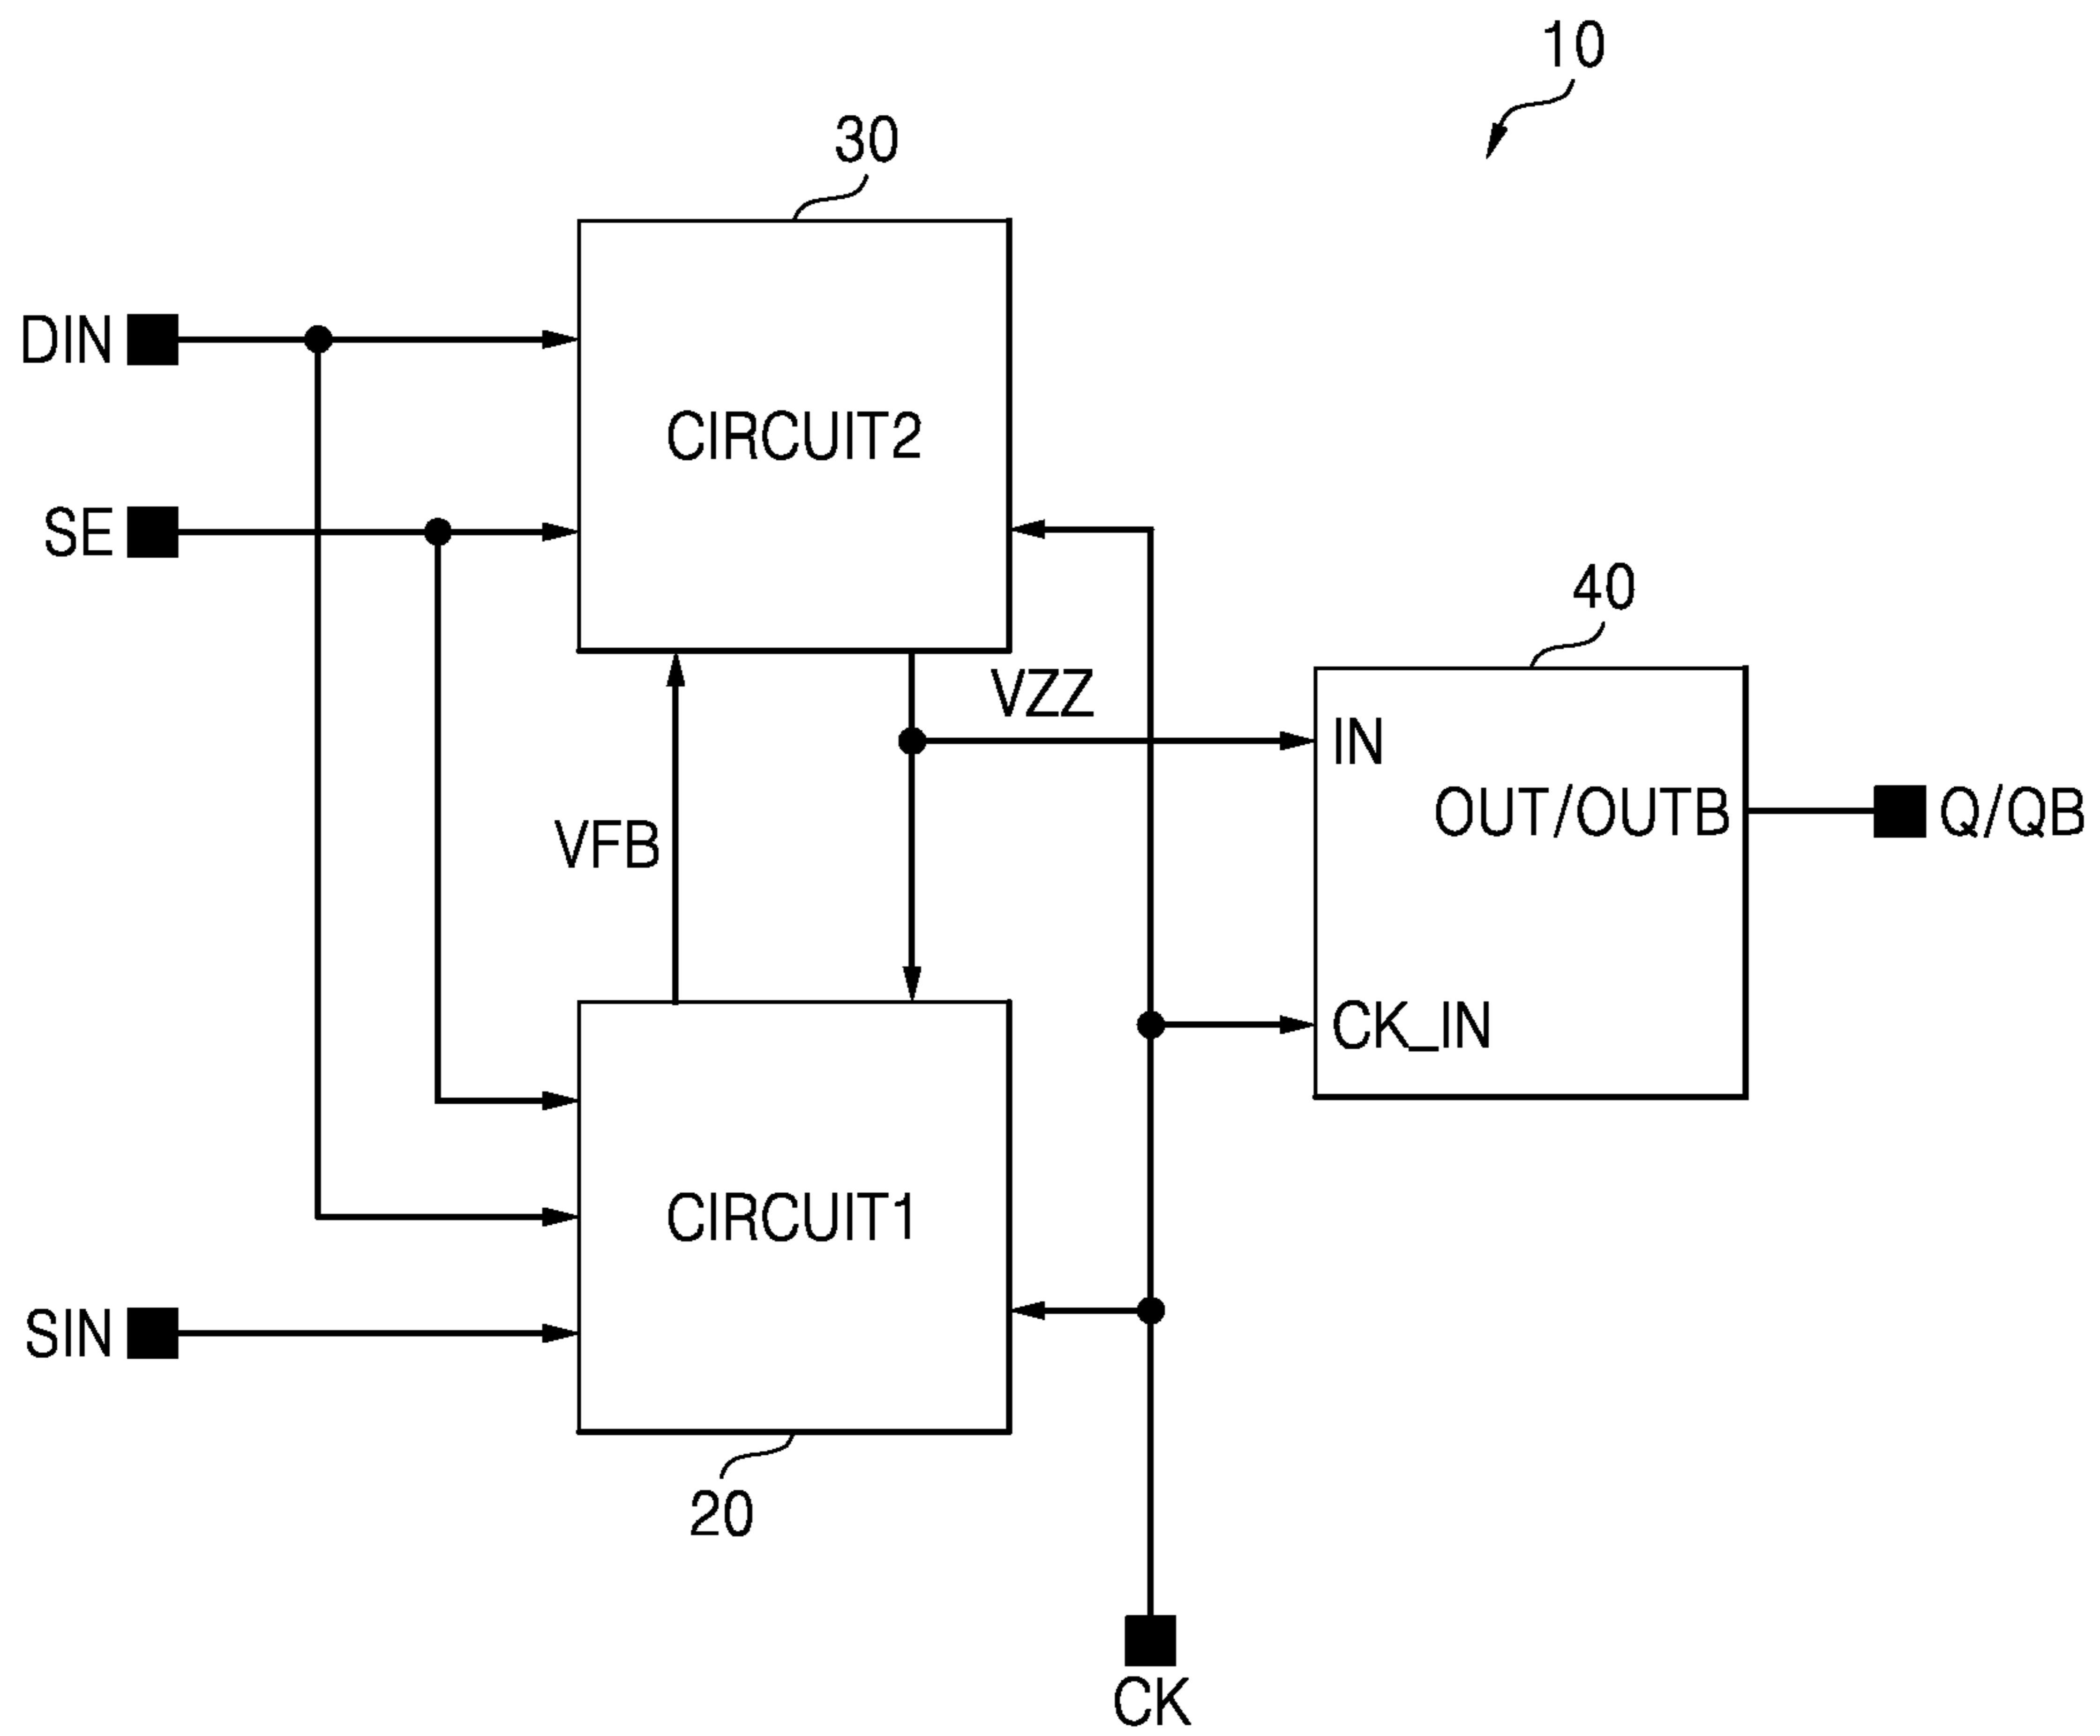 10
30
DIN
CIRCUIT2
SE
40
VZZ
IN
OUT/OUTB
Q/QB
VFB
CK_IN
CIRCUIT1
SIN
20
CK